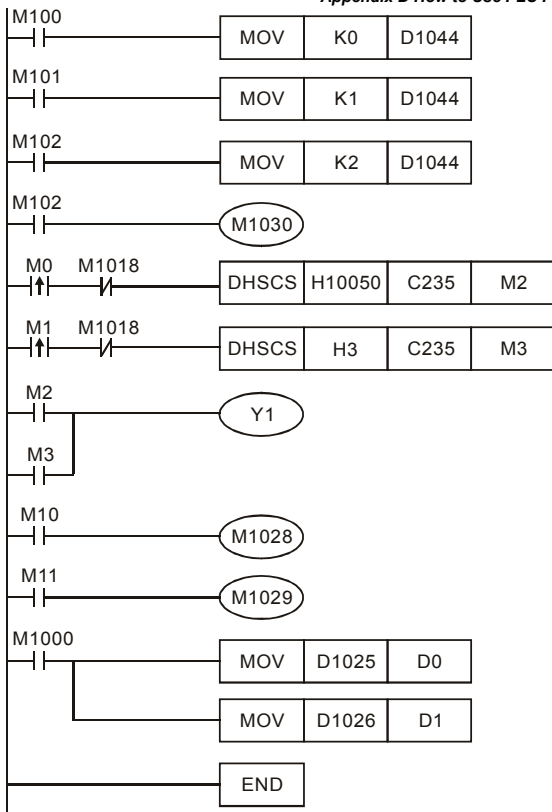 Appendix D How to Use
M100
MOV K0 D1044
M101
MOV K1 D1044
M102
MOV K2 D1044
M102
M1030
M0 M1018
DHSCS H10050 C235 M2
M1 M1018
DHSCS H3 C235 M3
M2
Y1
M3
M10
M1028
M11
M1029
M1000
MOV D1025 D0
MOV D1026 D1
END